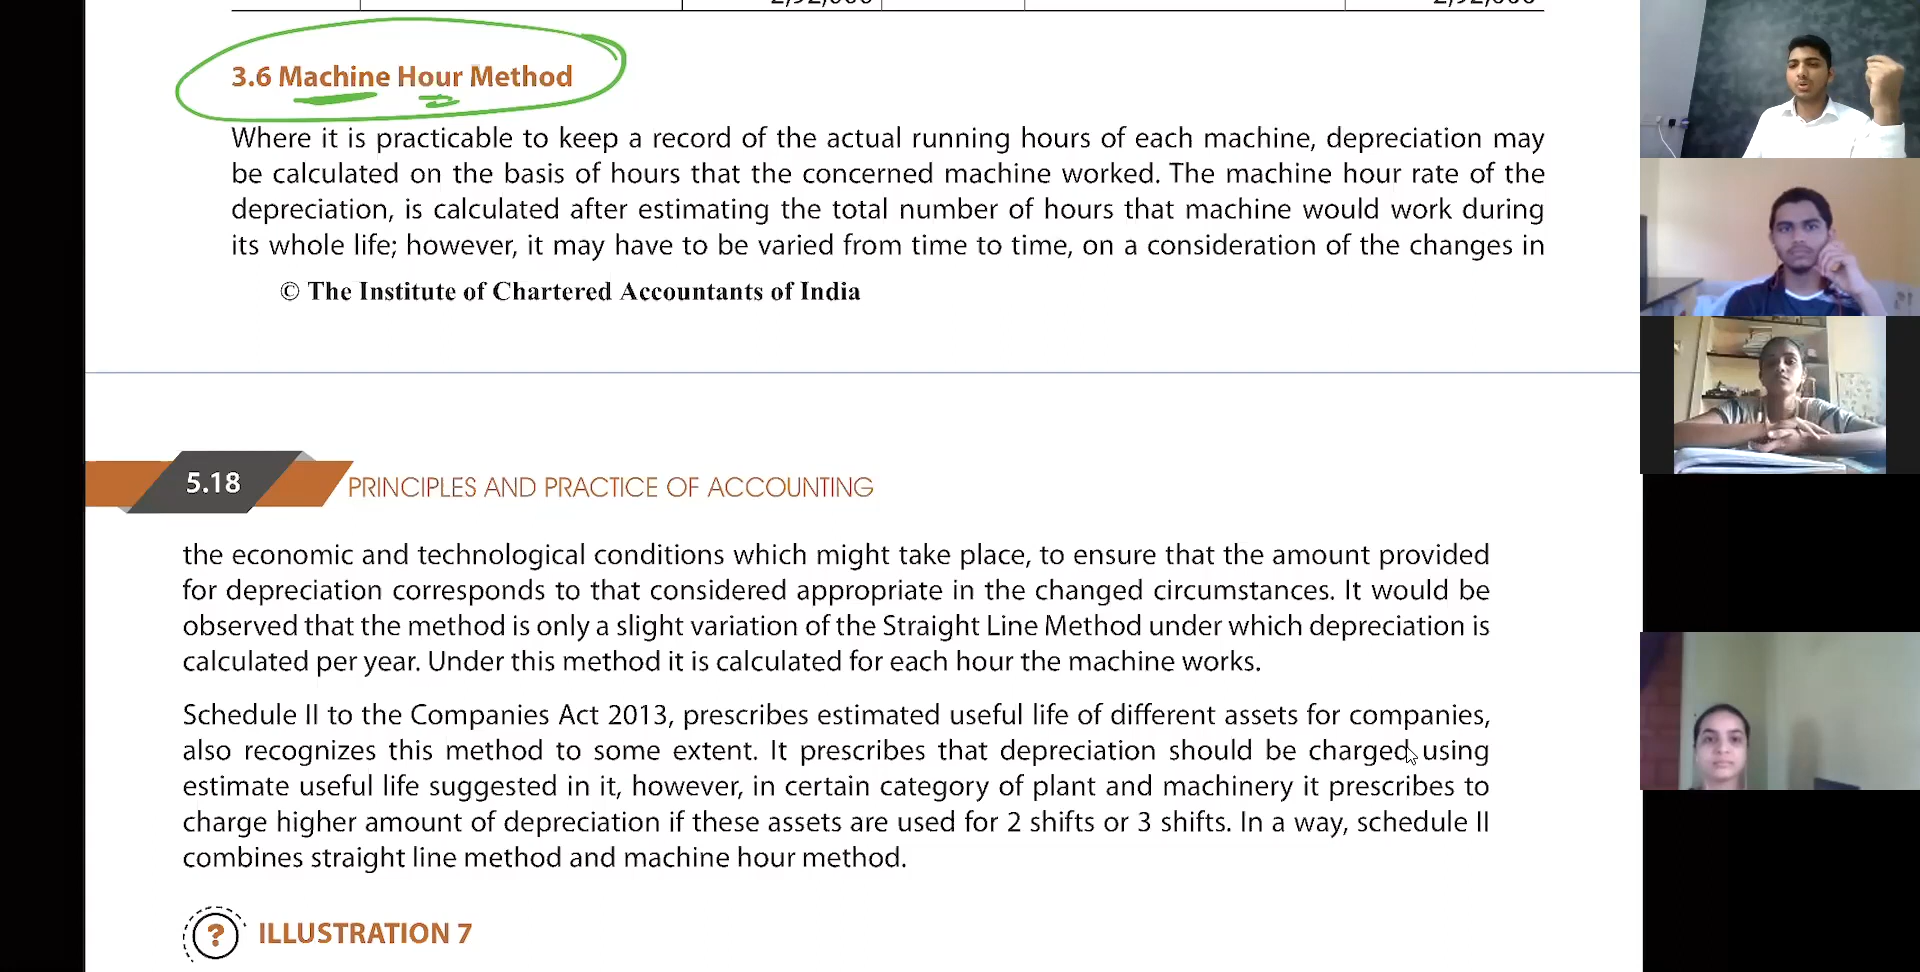 3.6 Machine Hour Method
Where it is practicable to keep a record of the actual running hours of each machine, depreciation may
be calculated on the basis of hours that the concerned machine worked. The machine hour rate of the
depreciation, is calculated after estimating the total number of hours that machine would work during
its whole life; however, it may have to be varied from time to time, on a consideration of the changes in
© The Institute of Chartered Accountants of India
5.18
PRINCIPLES AND PRACTICE OF ACCOUNTING
the economic and technological conditions which might take place, to ensure that the amount provided
for depreciation corresponds to that considered appropriate in the changed circumstances. It would be
observed that the method is only a slight variation of the Straight Line Method under which depreciation is
calculated per year. Under this method it is calculated for each hour the machine works.
Schedule II to the Companies Act 2013, prescribes estimated useful life of different assets for companies,
also recognizes this method to some extent. It prescribes that depreciation should be charged using
estimate useful life suggested in it, however, in certain category of plant and machinery it prescribes to
charge higher amount of depreciation if these assets are used for 2 shifts or 3 shifts. In a way, schedule II
combines straight line method and machine hour method.
? ILLUSTRATION 7